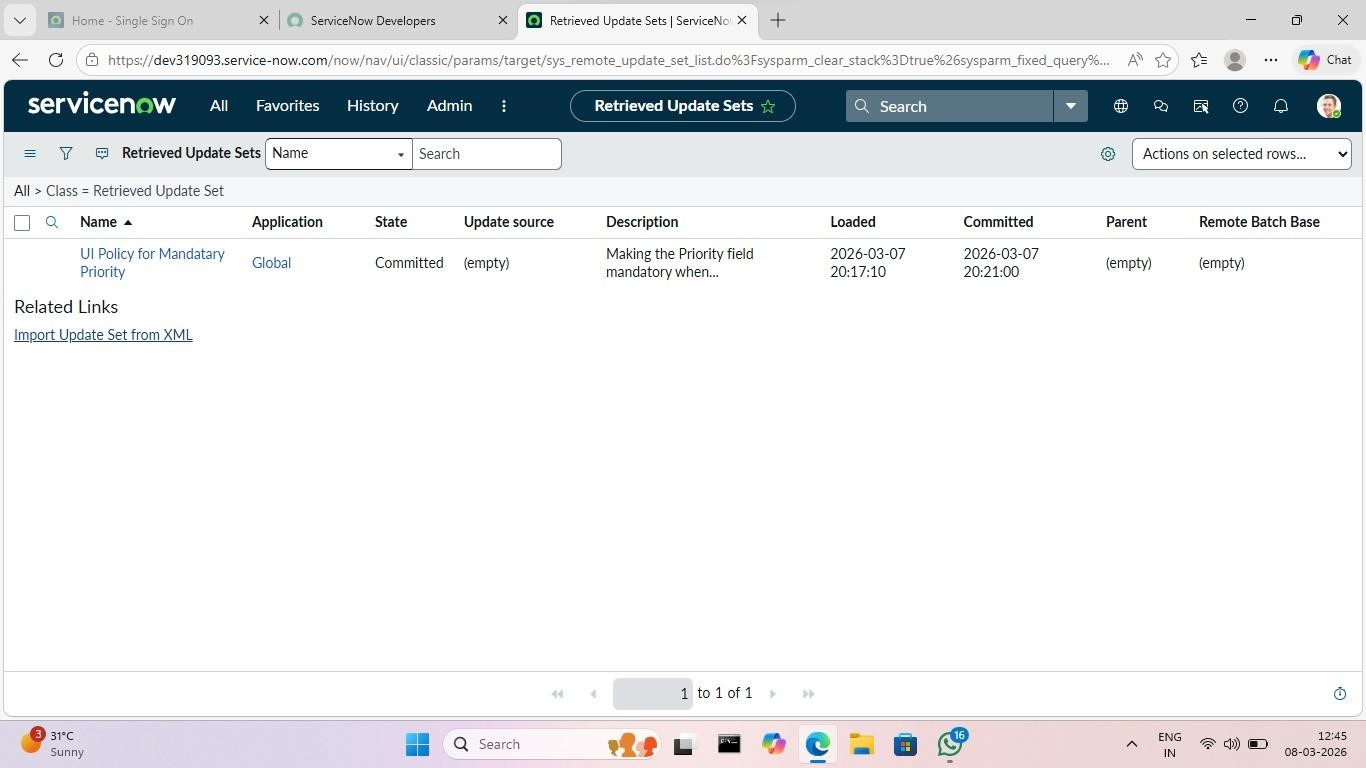 Home - Single Sign On
ServiceNow Developers
Retrieved Update Sets | ServiceNo
https://dev319093.service-now.com/now/nav/ui/classic/params/target/sys_remote_update_set_list.do%3Fsysparm_clear_stack%3Dtrue%26sysparm_fixed_query%...
Chat
servicenow All Favorites History Admin Retrieved Update Sets Search
Retrieved Update Sets Name Search Actions on selected rows...
All > Class = Retrieved Update Set
Name Application State Update source Description Loaded Committed Parent Remote Batch Base
UI Policy for Mandatary Priority Global Committed (empty) Making the Priority field mandatory when... 2026-03-07 20:17:10 2026-03-07 20:21:00 (empty) (empty)
Related Links
Import Update Set from XML
1 to 1 of 1
3 31°C
Sunny
Search
16
ENG
IN
12:45
08-03-2026